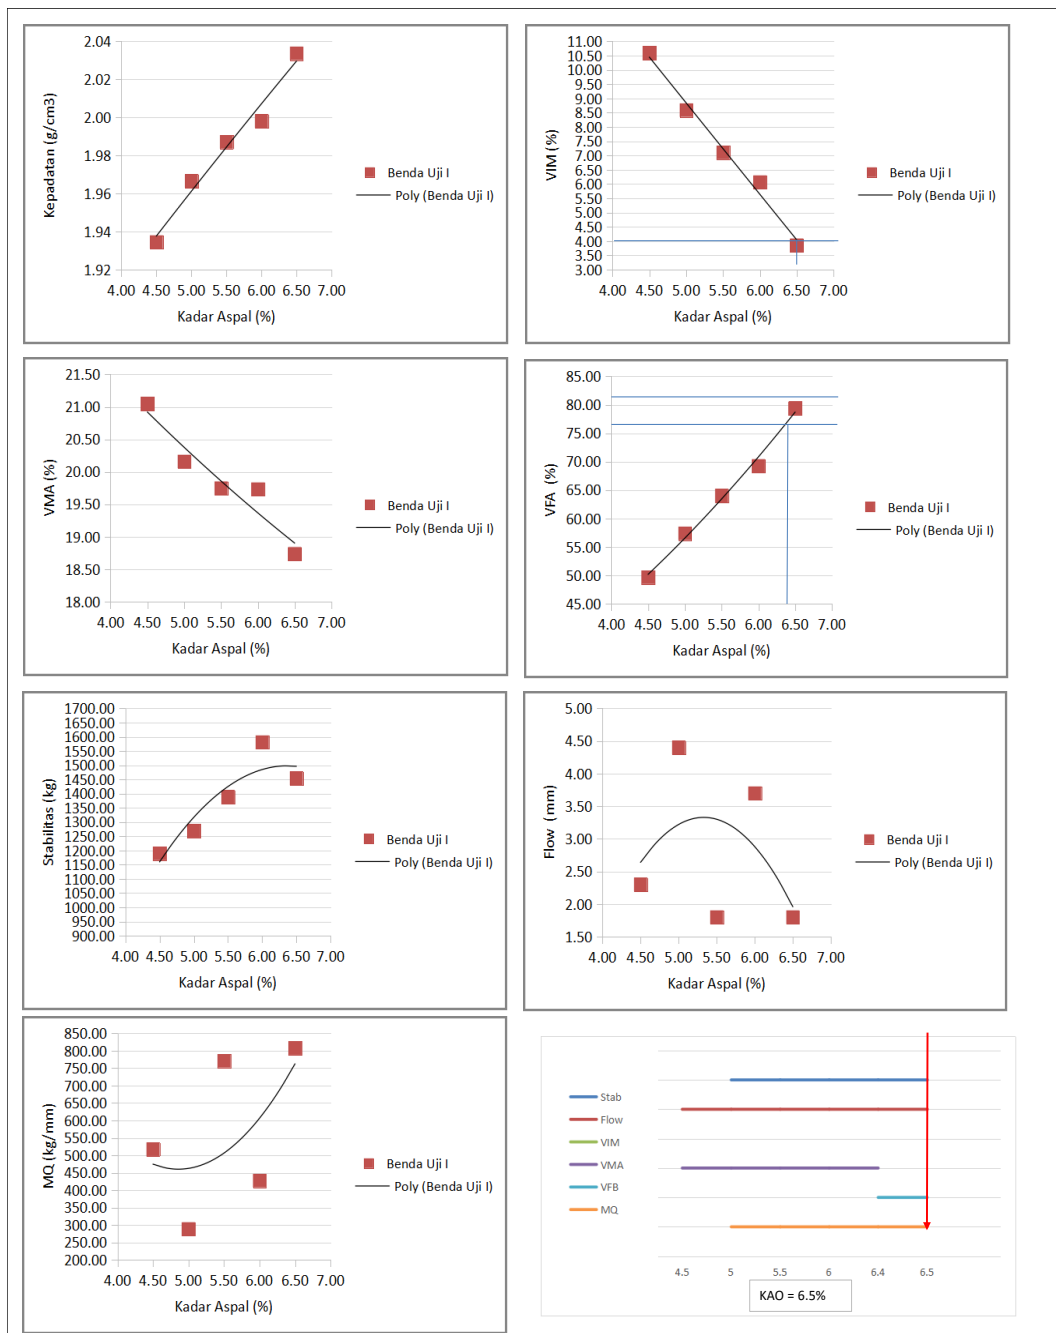 Kepadatan (g/cm3)
2.04
2.02
2.00
1.98
1.96
1.94
1.92
4.00 4.50 5.00 5.50 6.00 6.50 7.00
Kadar Aspal (%)
Benda Uji I
Poly (Benda Uji I)
VIM (%)
11.00
10.50
10.00
9.50
9.00
8.50
8.00
7.50
7.00
6.50
6.00
5.50
5.00
4.50
4.00
3.50
3.00
4.00 4.50 5.00 5.50 6.00 6.50 7.00
Kadar Aspal (%)
Benda Uji I
Poly (Benda Uji I)
VMA (%)
21.50
21.00
20.50
20.00
19.50
19.00
18.50
18.00
4.00 4.50 5.00 5.50 6.00 6.50 7.00
Kadar Aspal (%)
Benda Uji I
Poly (Benda Uji I)
VFA (%)
85.00
80.00
75.00
70.00
65.00
60.00
55.00
50.00
45.00
4.00 4.50 5.00 5.50 6.00 6.50 7.00
Kadar Aspal (%)
Benda Uji I
Poly (Benda Uji I)
Stabilitas (kg)
1700.00
1650.00
1600.00
1550.00
1500.00
1450.00
1400.00
1350.00
1300.00
1250.00
1200.00
1150.00
1100.00
1050.00
1000.00
950.00
900.00
4.00 4.50 5.00 5.50 6.00 6.50 7.00
Kadar Aspal (%)
Benda Uji I
Poly (Benda Uji I)
Flow (mm)
5.00
4.50
4.00
3.50
3.00
2.50
2.00
1.50
4.00 4.50 5.00 5.50 6.00 6.50 7.00
Kadar Aspal (%)
Benda Uji I
Poly (Benda Uji I)
MQ (kg/mm)
850.00
800.00
750.00
700.00
650.00
600.00
550.00
500.00
450.00
400.00
350.00
300.00
250.00
200.00
4.00 4.50 5.00 5.50 6.00 6.50 7.00
Kadar Aspal (%)
Benda Uji I
Poly (Benda Uji I)
Stab
Flow
VIM
VMA
VFB
MQ
4.5 5 5.5 6 6.4 6.5
KAO = 6.5%